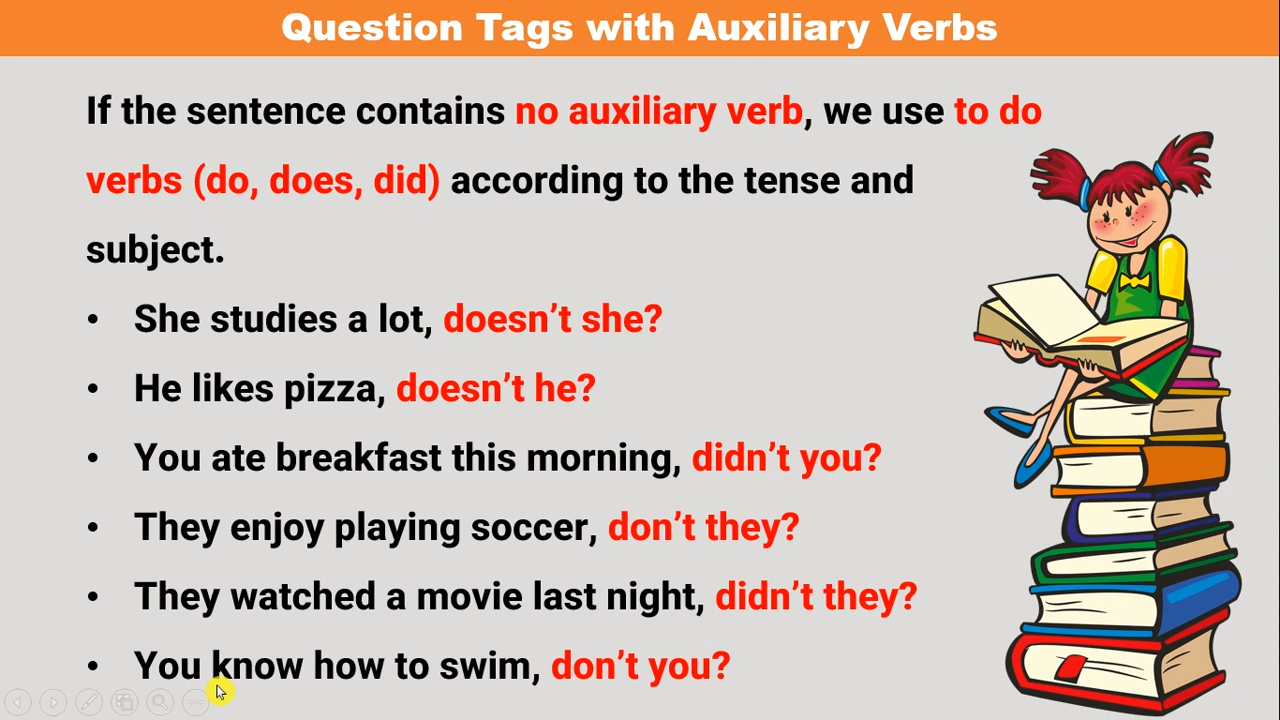 Question Tags with Auxiliary Verbs
If the sentence contains no auxiliary verb, we use to do
verbs (do, does, did) according to the tense and
subject.
• She studies a lot, doesn’t she?
• He likes pizza, doesn’t he?
• You ate breakfast this morning, didn’t you?
• They enjoy playing soccer, don’t they?
• They watched a movie last night, didn’t they?
• You know how to swim, don’t you?